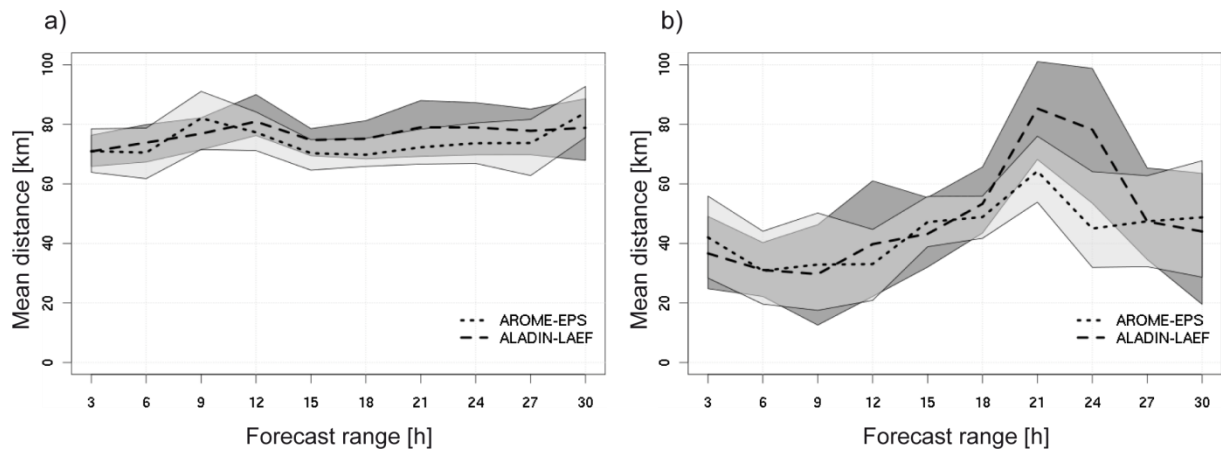 a)
Mean distance [km]
100
80
60
40
20
0
AROME-EPS
ALADIN-LAEF
3 6 9 12 15 18 21 24 27 30
Forecast range [h]
b)
Mean distance [km]
100
80
60
40
20
0
AROME-EPS
ALADIN-LAEF
3 6 9 12 15 18 21 24 27 30
Forecast range [h]